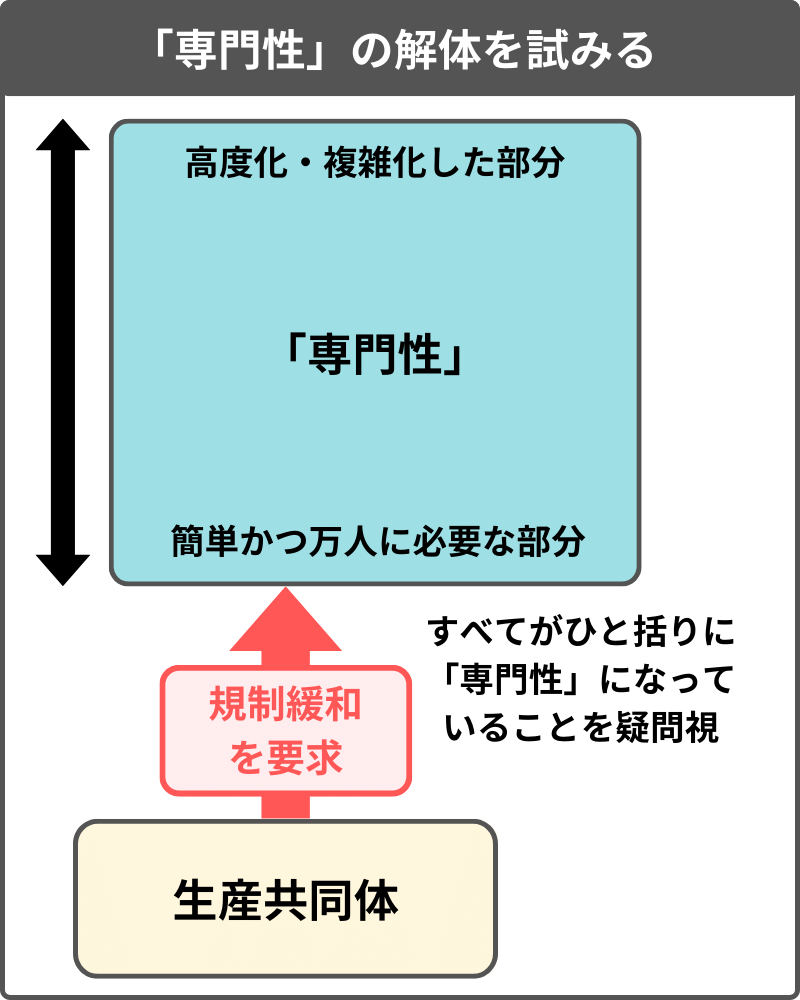 「専門性」の解体を試みる
高度化・複雑化した部分
「専門性」
簡単かつ万人に必要な部分
すべてがひと括りに
「専門性」になって
いることを疑問視
規制緩和
を要求
生産共同体